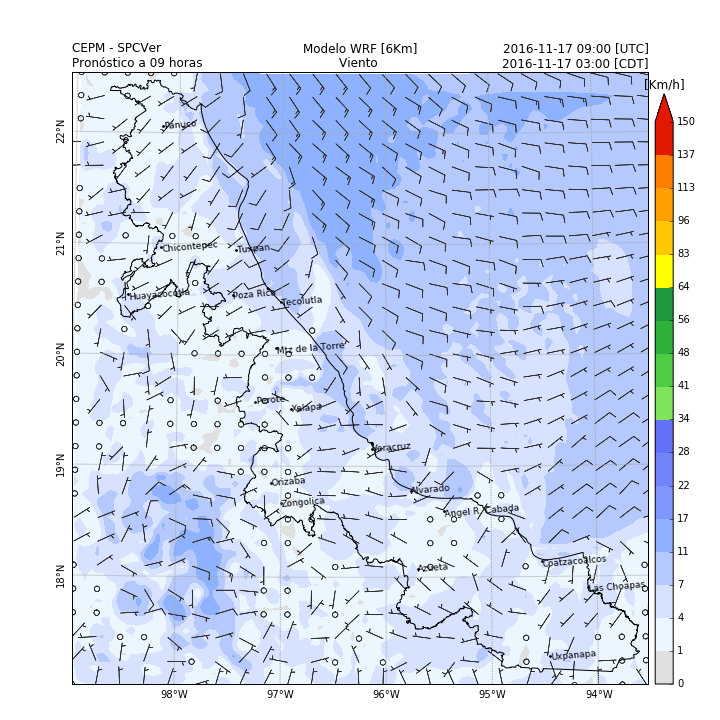 CEPM - SPCVer Modelo WRF [6Km] 2016-11-17 09:00 [UTC]
Pronóstico a 09 horas Viento 2016-11-17 03:00 [CDT]
[Km/h]
150
137
113
96
83
64
56
48
41
34
28
22
17
11
7
4
1
0
22°N
21°N
20°N
19°N
18°N
Panuco
Chicontepec
Tuxpan
Huayacocotla
Poza Rica
Tecolutla
Mtz de la Torre
Perote
Xalapa
Veracruz
Orizaba
Alvarado
Zongolica
Angel R. Cabada
Azueta
Coatzacoalcos
Las Choapas
Uxpanapa
98°W 97°W 96°W 95°W 94°W